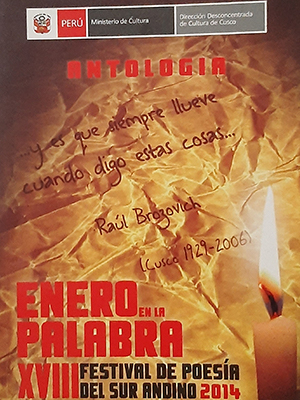 PERÚ
Ministerio de Cultura
Dirección Desconcentrada
de Cultura de Cusco
ANTOLOGIA
...y es que siempre llueve
cuando digo estas cosas...
Raúl Brozovich
(Cusco 1929-2006)
ENERO EN LA
PALABRA
XVIII FESTIVAL DE POESÍA
DEL SUR ANDINO 2014